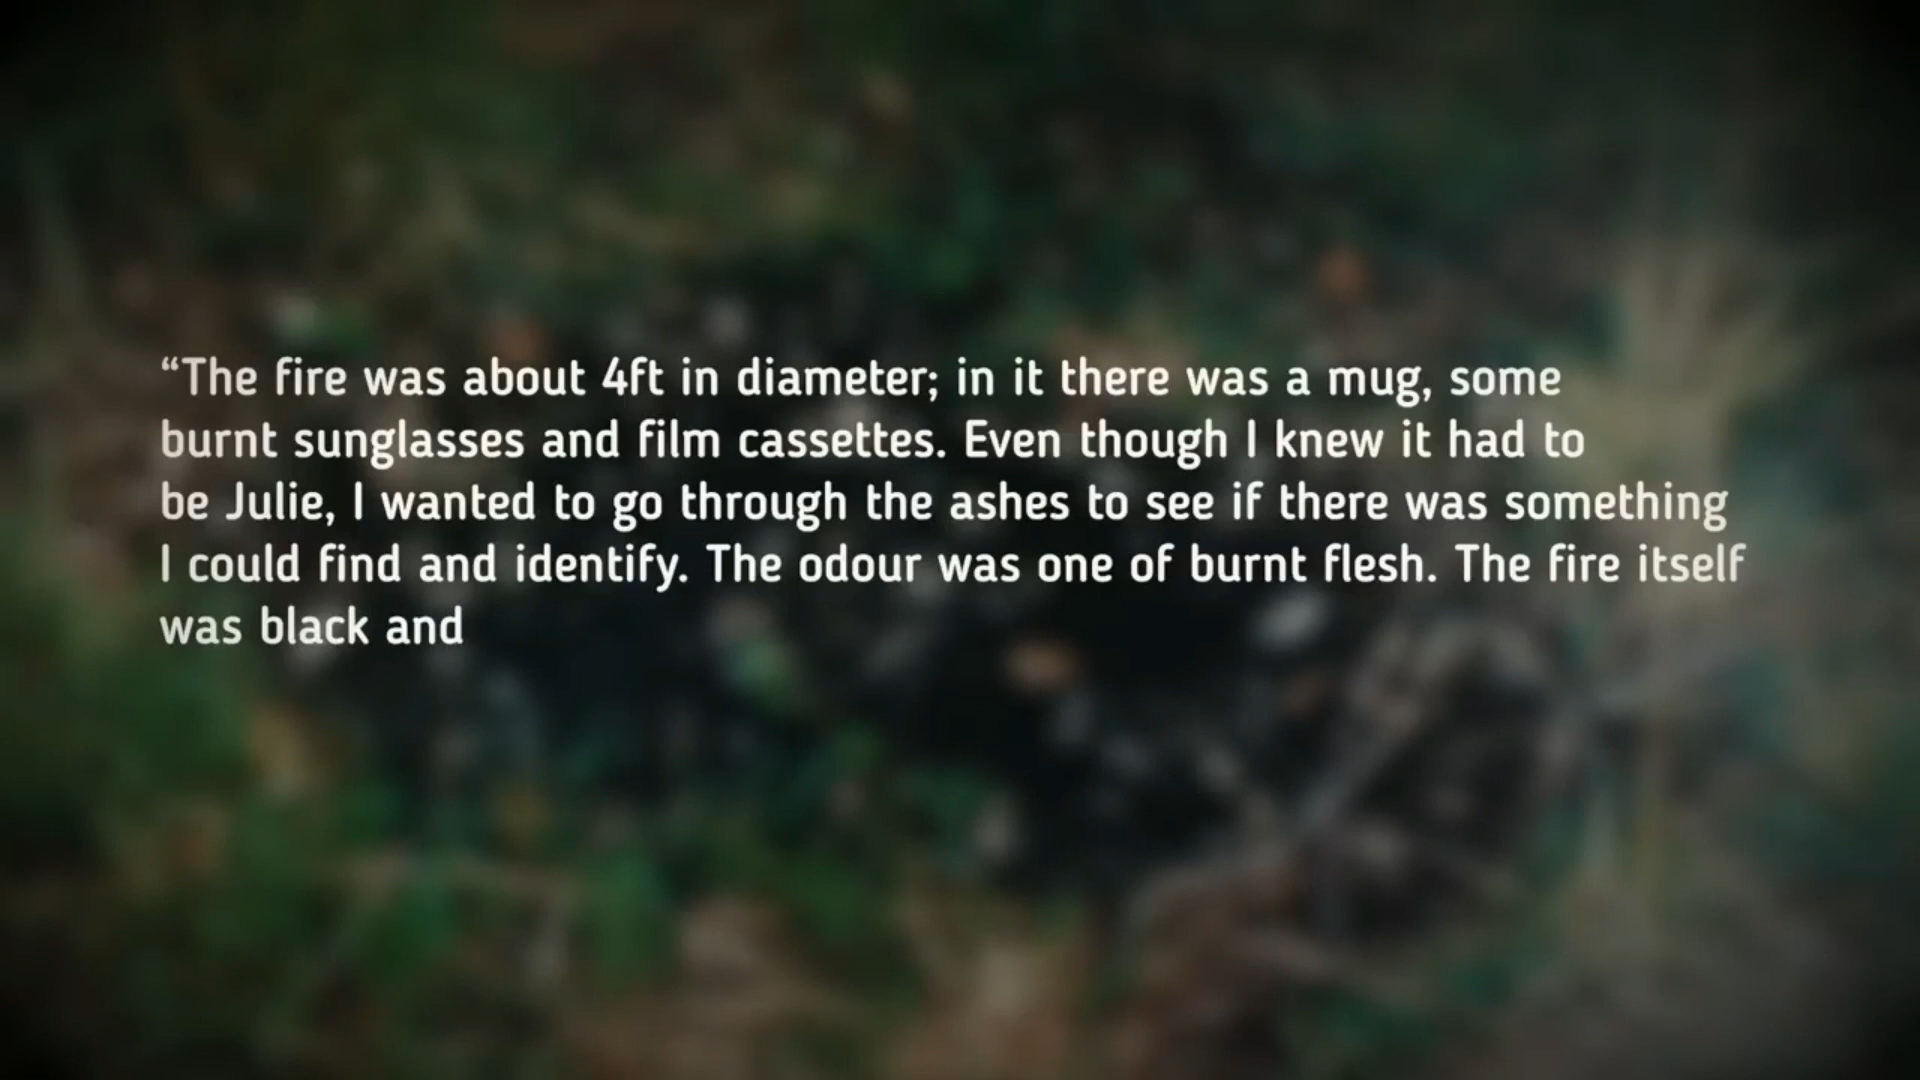 “The fire was about 4ft in diameter; in it there was a mug, some
burnt sunglasses and film cassettes. Even though I knew it had to
be Julie, I wanted to go through the ashes to see if there was something
I could find and identify. The odour was one of burnt flesh. The fire itself
was black and